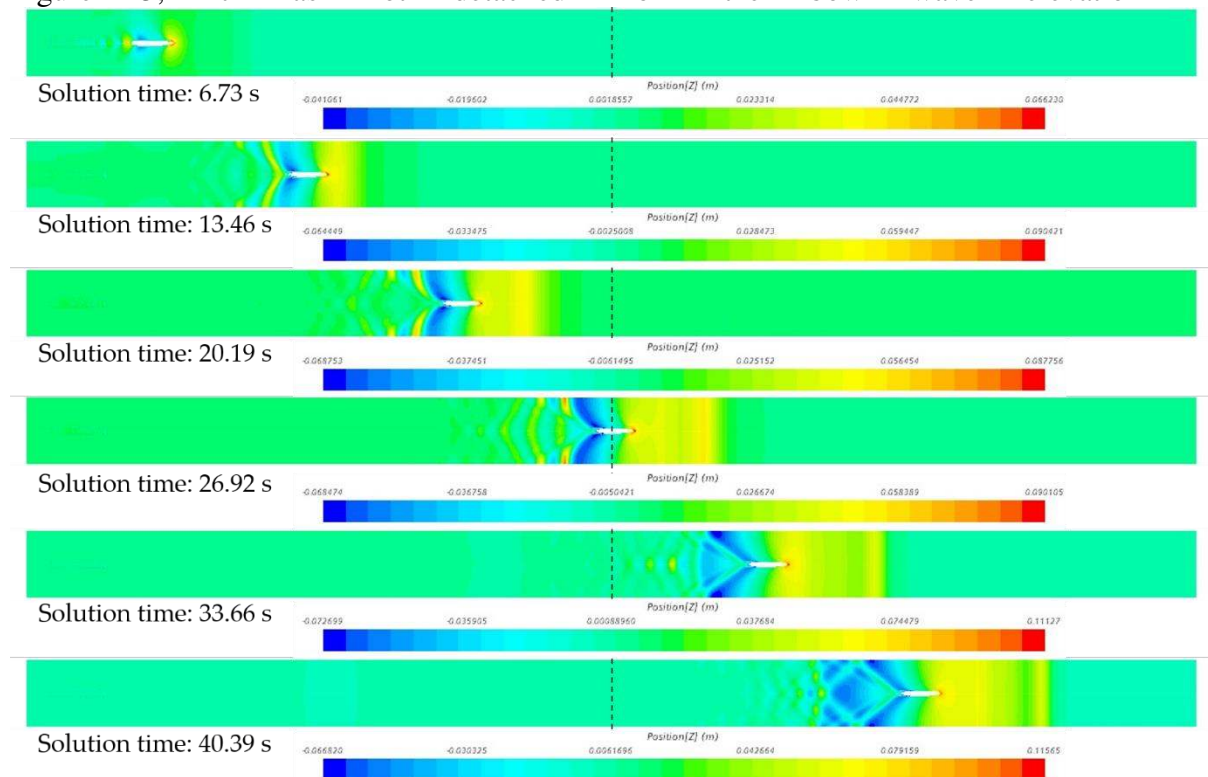 Solution time: 6.73 s
Position[Z] (m)
-0.041061 -0.019602 0.0018557 0.023314 0.044772 0.066230
Solution time: 13.46 s
Position[Z] (m)
-0.064449 -0.033475 -0.0025008 0.028473 0.059447 0.090421
Solution time: 20.19 s
Position[Z] (m)
-0.068753 -0.037451 -0.0061495 0.025152 0.056454 0.087756
Solution time: 26.92 s
Position[Z] (m)
-0.068474 -0.036758 -0.0050421 0.026674 0.058389 0.090105
Solution time: 33.66 s
Position[Z] (m)
-0.072699 -0.035905 0.00088960 0.037684 0.074479 0.11127
Solution time: 40.39 s
Position[Z] (m)
-0.066820 -0.030325 0.0061696 0.042664 0.079159 0.11565